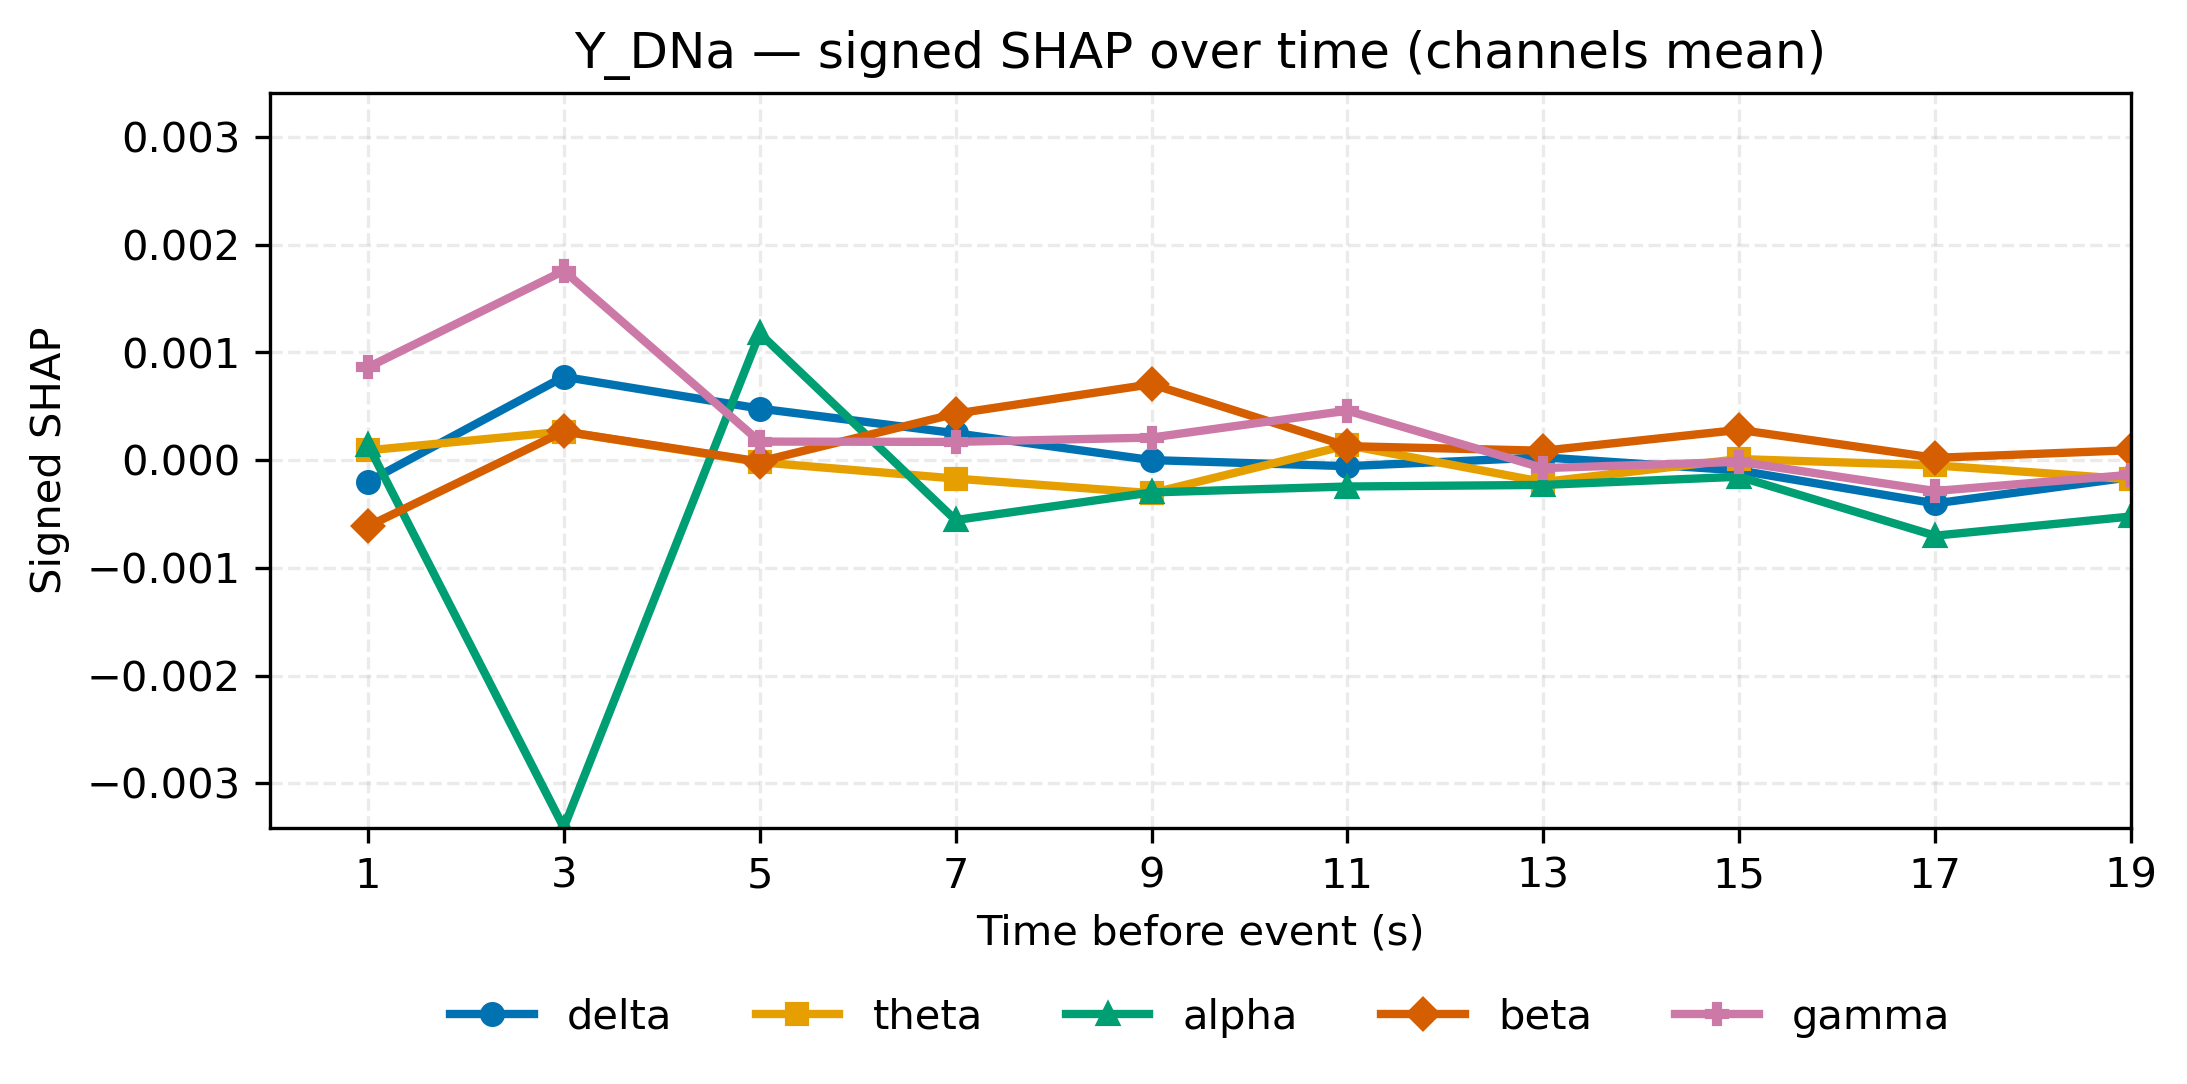 Y_DNa — signed SHAP over time (channels mean)
Signed SHAP
0.003
0.002
0.001
0.000
−0.001
−0.002
−0.003
1 3 5 7 9 11 13 15 17 19
Time before event (s)
delta theta alpha beta gamma